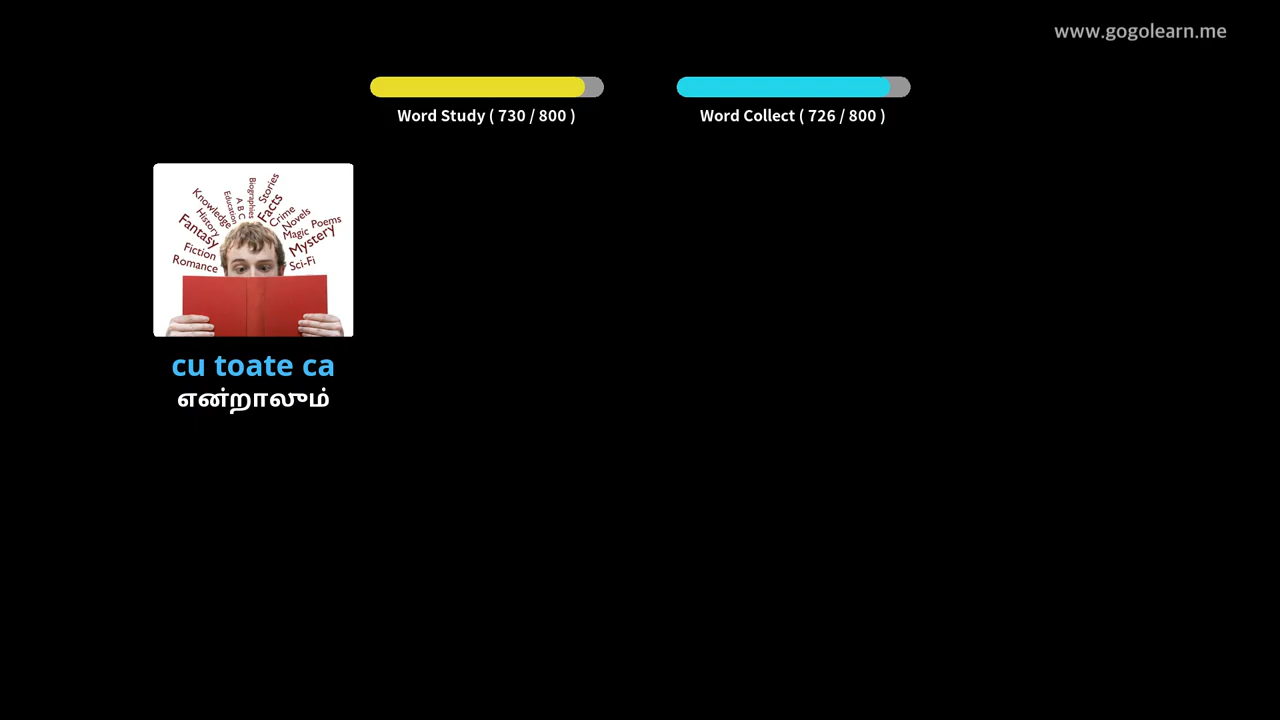 www.gogolearn.me
Word Study ( 730 / 800 )
Word Collect ( 726 / 800 )
Knowledge
History
Fantasy
Fiction
Romance
Education
A B C
Biographies
Stories
Facts
Crime
Novels
Magic
Poems
Mystery
Sci-Fi
cu toate ca
என்றாலும்